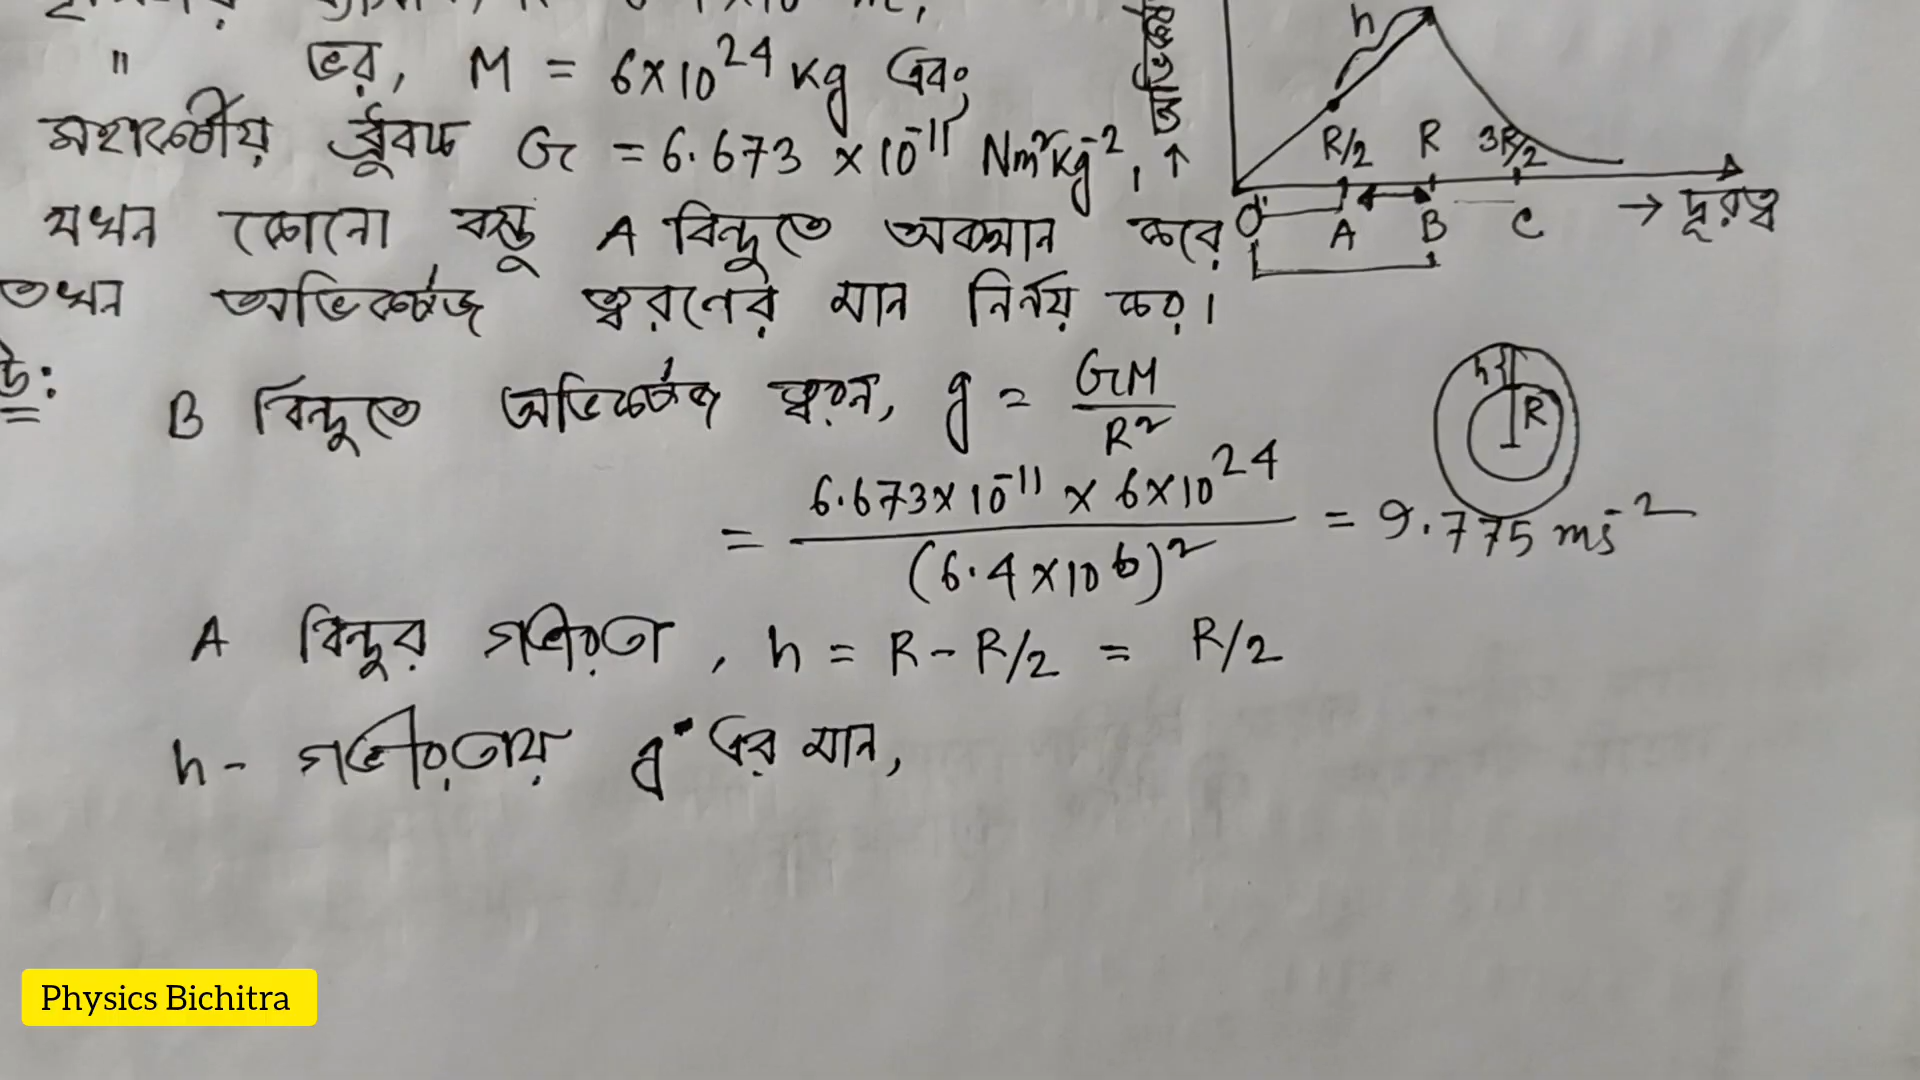 " ভর, M = 6×10²⁴ kg এবং
মহাকর্ষীয় ধ্রুবক G = 6.673 ×10⁻¹¹ Nm²kg⁻²,
যখন কোনো বস্তু A বিন্দুতে অবস্থান করে
তখন অভিকর্ষজ ত্বরণের মান নির্নয় কর।
h
R/2 R 3R/2
O A B C → দূরত্ব
উ:
B বিন্দুতে অভিকর্ষজ ত্বরন, g = GM/R²
= 6.673×10⁻¹¹ × 6×10²⁴ / (6.4×10⁶)² = 9.775 ms⁻²
h R
A বিন্দুর গভীরতা, h = R - R/2 = R/2
h - গভীরতায় g এর মান,
Physics Bichitra